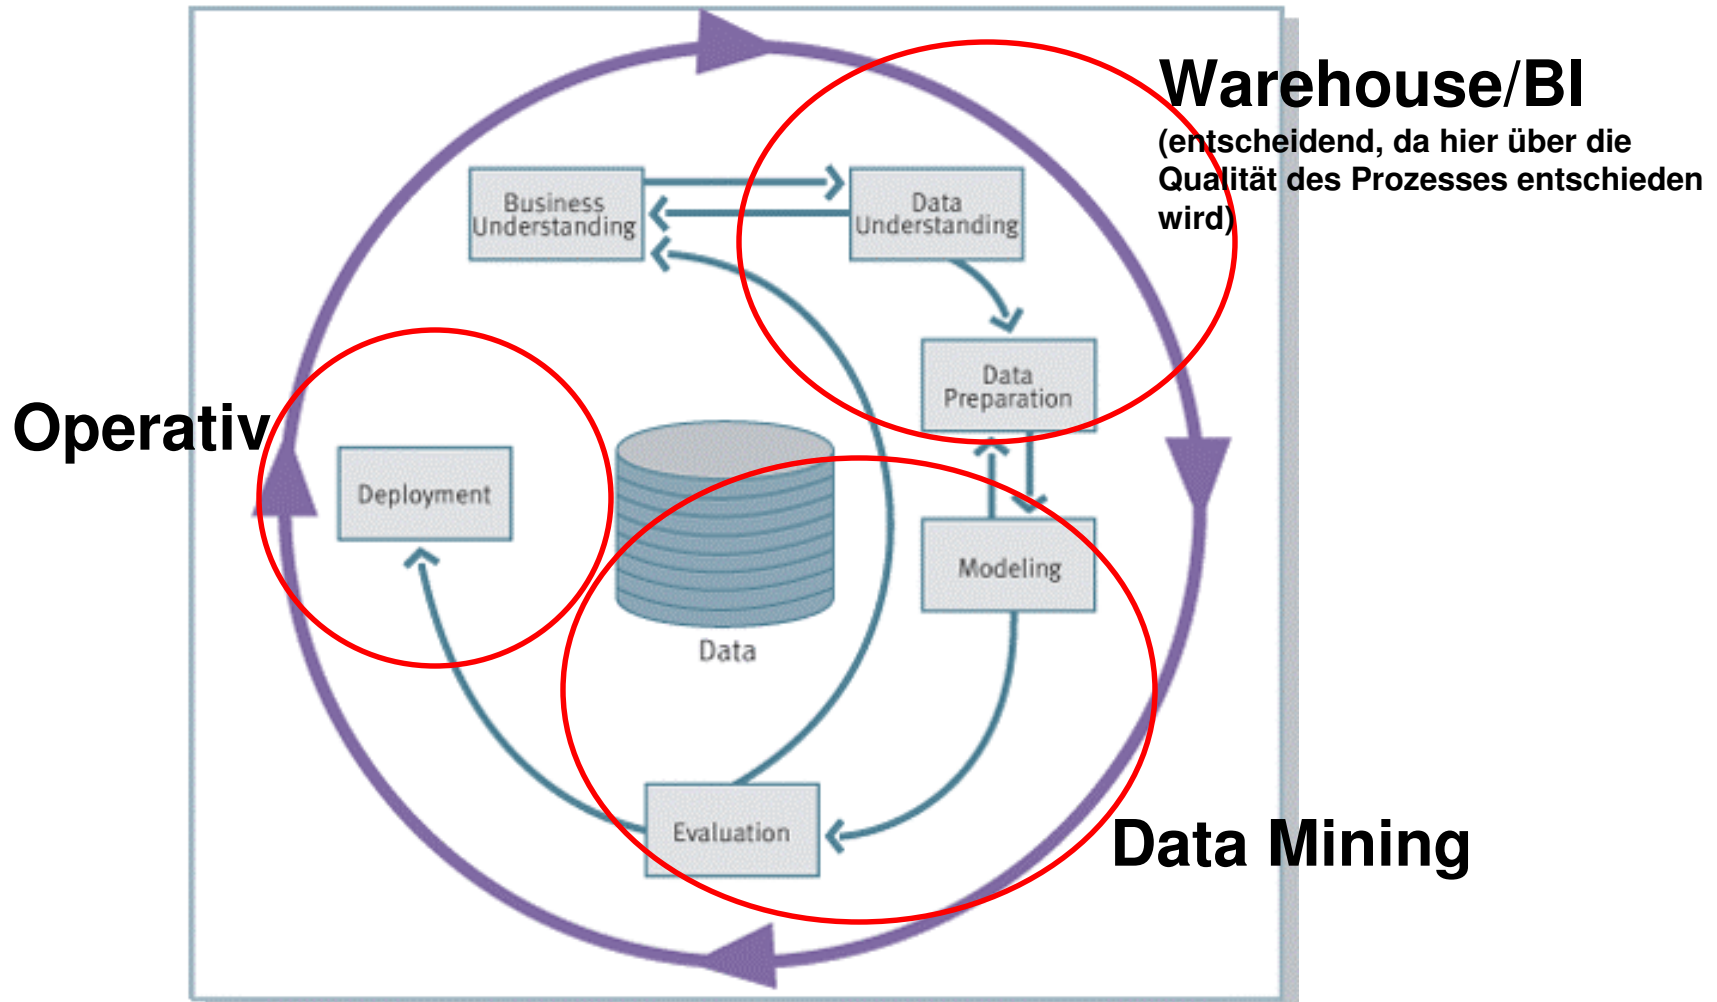 Warehouse/BI
(entscheidend, da hier über die
Qualität des Prozesses entschieden
wird)
Business
Understanding
Data
Understanding
Data
Preparation
Operativ
Deployment
Modeling
Data
Evaluation
Data Mining